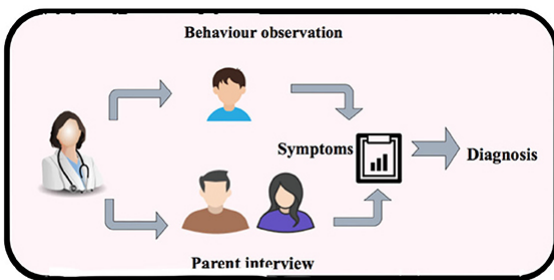 Behaviour observation
Symptoms
Diagnosis
Parent interview